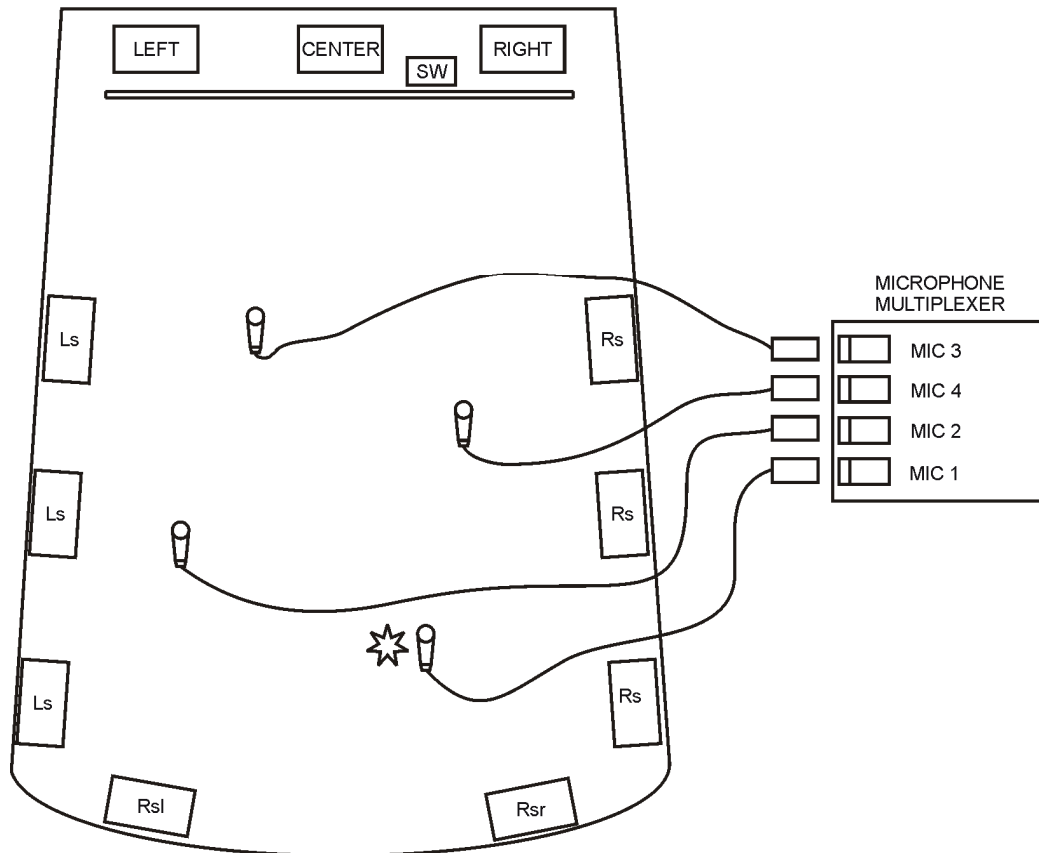 LEFT
CENTER
RIGHT
SW
MICROPHONE
MULTIPLEXER
Ls
Rs
MIC 3
MIC 4
MIC 2
MIC 1
Ls
Rs
Ls
Rs
Rsl
Rsr